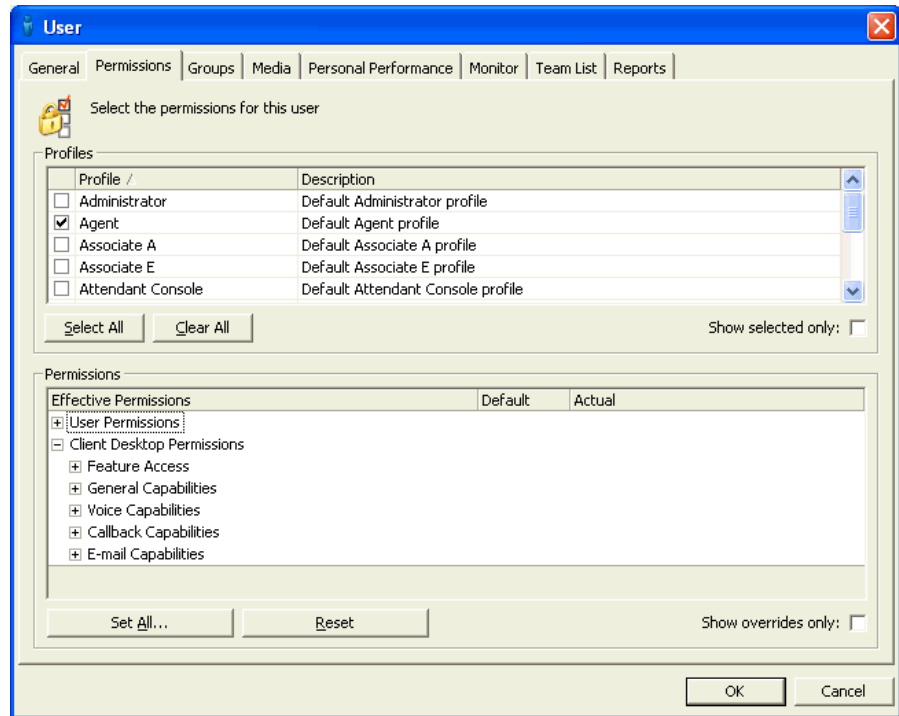 User
General Permissions Groups Media Personal Performance Monitor Team List Reports
Select the permissions for this user
Profiles
Profile Description
Administrator Default Administrator profile
Agent Default Agent profile
Associate A Default Associate A profile
Associate E Default Associate E profile
Attendant Console Default Attendant Console profile
Select All Clear All Show selected only:
Permissions
Effective Permissions Default Actual
User Permissions
Client Desktop Permissions
Feature Access
General Capabilities
Voice Capabilities
Callback Capabilities
E-mail Capabilities
Set All... Reset Show overrides only:
OK Cancel